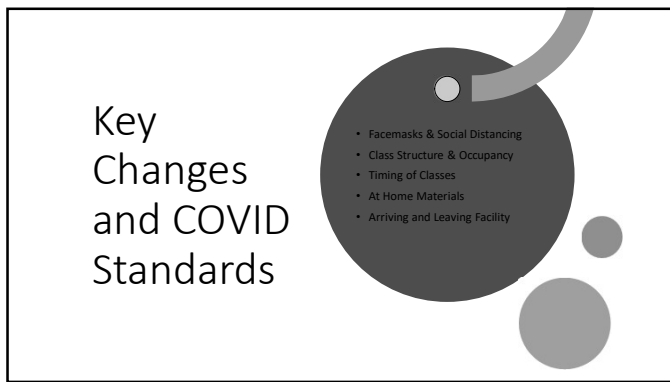 Key
Changes
and COVID
Standards
• Facemasks & Social Distancing
• Class Structure & Occupancy
• Timing of Classes
• At Home Materials
• Arriving and Leaving Facility